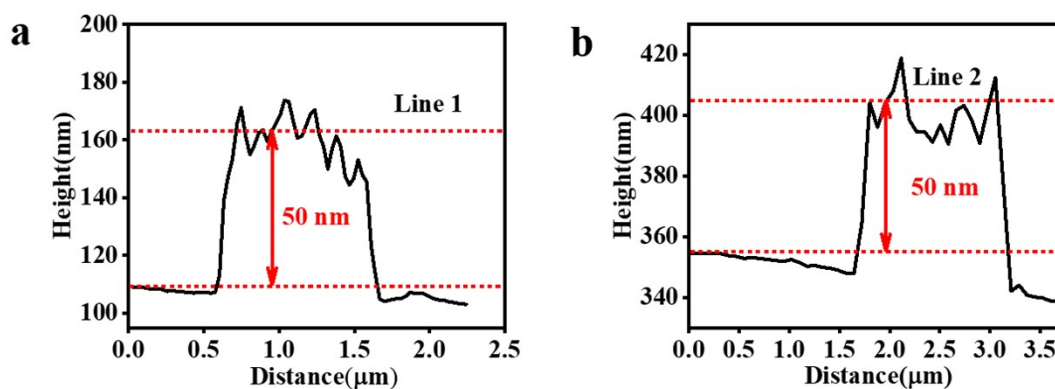 a
Height(nm)
200
180
160
140
120
100
Line 1
50 nm
0.0 0.5 1.0 1.5 2.0 2.5
Distance(μm)
b
Height(nm)
420
400
380
360
340
Line 2
50 nm
0.0 0.5 1.0 1.5 2.0 2.5 3.0 3.5
Distance(μm)